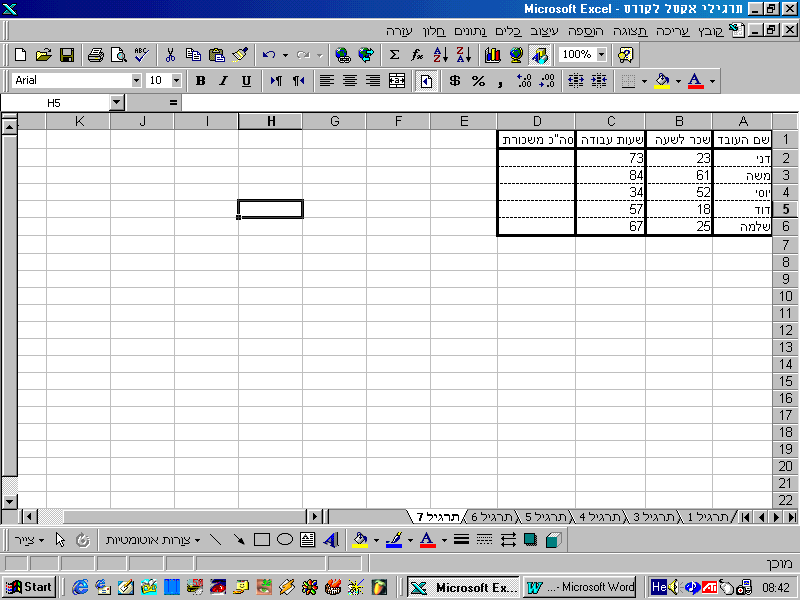 Microsoft Excel - תרגילי אקסל לקורס
קובץ עריכה תצוגה הוספה עיצוב כלים נתונים חלון עזרה
100%
Arial 10 B I U $ % ,
H5 =
K J I H G F E D C B A
שם העובד שכר לשעה שעות עבודה סה"כ משכורת 1
דני 23 73 2
משה 61 84 3
יוסי 52 34 4
דוד 18 57 5
שלמה 25 67 6
7
8
9
10
11
12
13
14
15
16
17
18
19
20
21
22
תרגיל 1 תרגיל 3 תרגיל 4 תרגיל 5 תרגיל 6 תרגיל 7
צייר צורות אוטומטיות
מוכן
Start Microsoft Ex... ...- Microsoft Word He 08:42